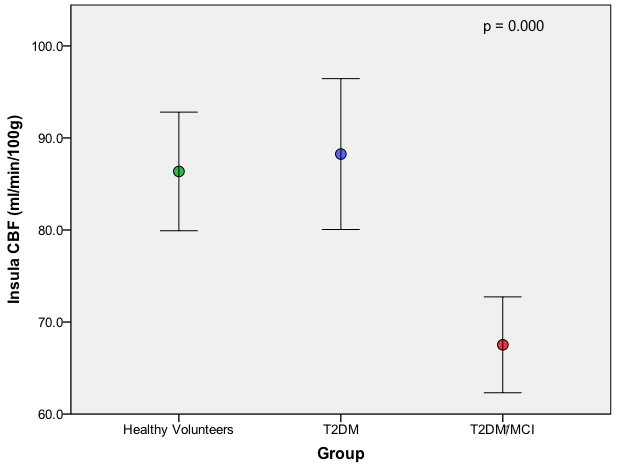 p = 0.000
100.0
90.0
80.0
70.0
60.0
Insula CBF (ml/min/100g)
Healthy Volunteers
T2DM
T2DM/MCI
Group